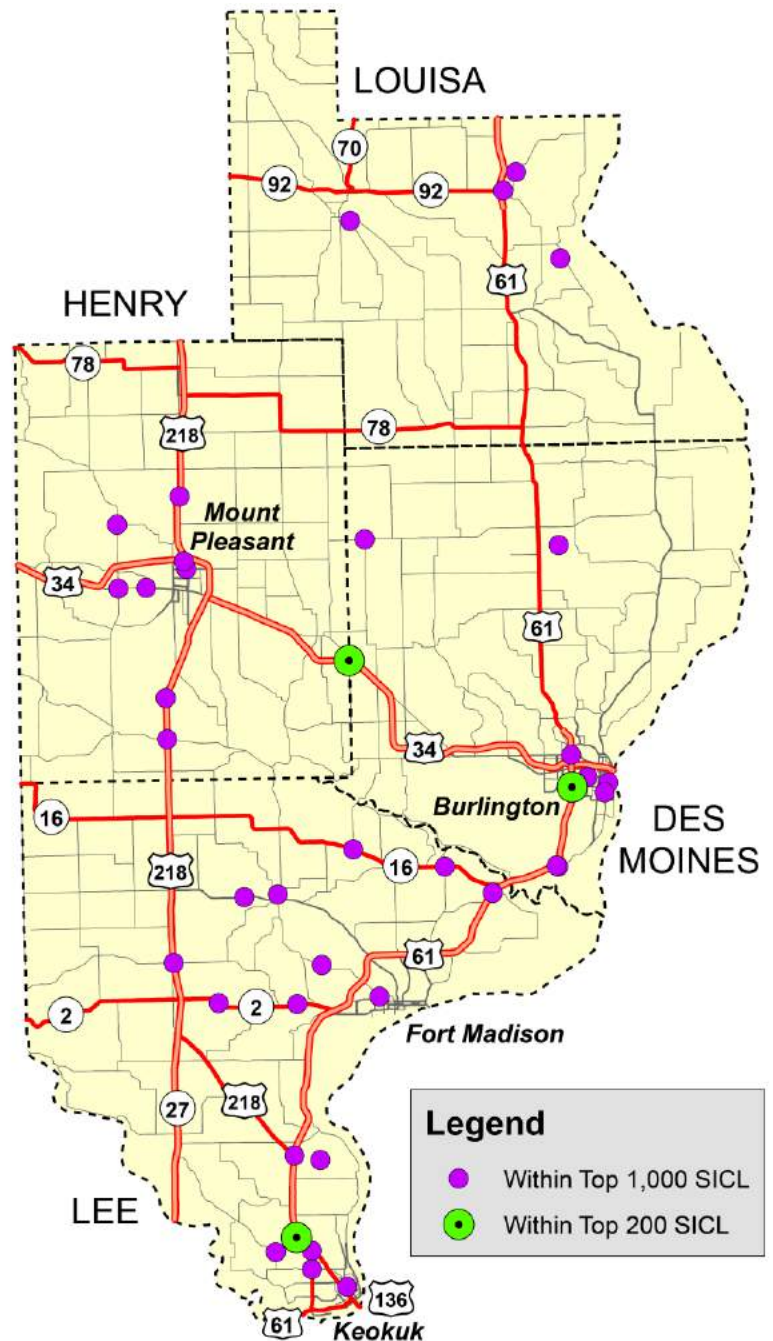 LOUISA
70
92
92
61
HENRY
78
218
78
Mount
Pleasant
34
61
34
Burlington
DES
MOINES
16
16
218
61
2
2
Fort Madison
218
27
LEE
136
61
Keokuk
Legend
Within Top 1,000 SICL
Within Top 200 SICL